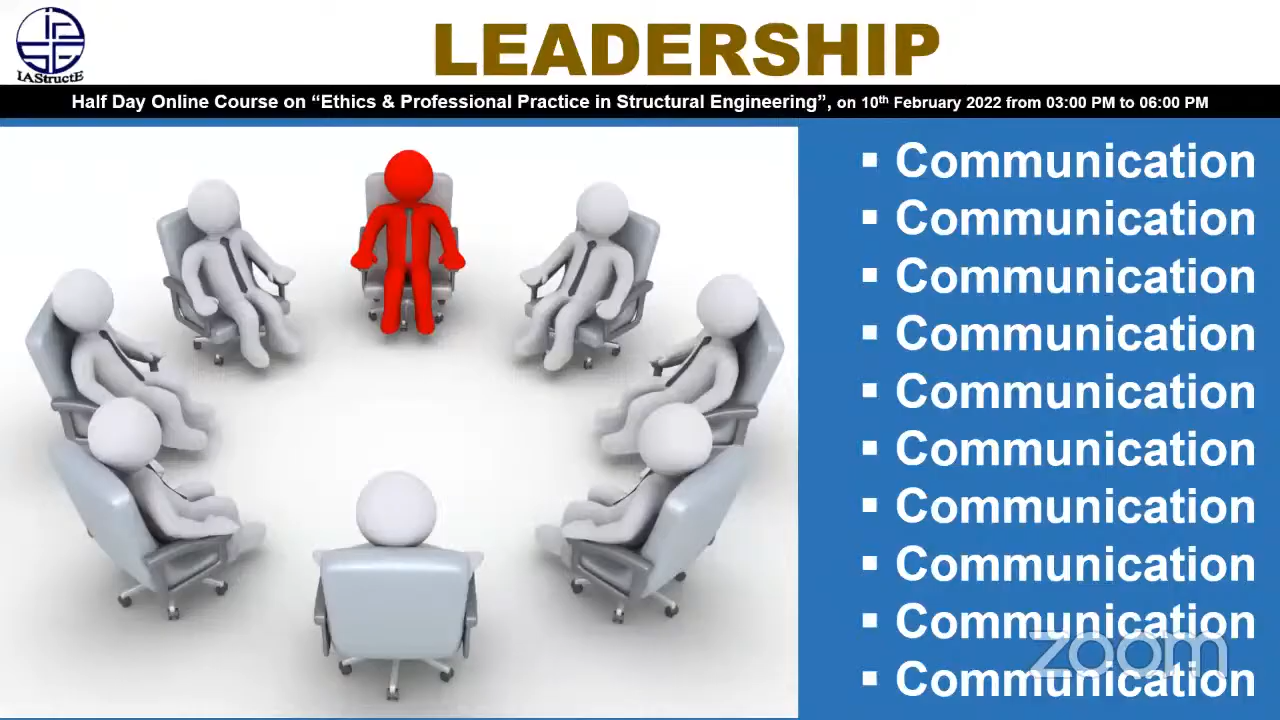 IAStructE
LEADERSHIP
Half Day Online Course on “Ethics & Professional Practice in Structural Engineering”, on 10th February 2022 from 03:00 PM to 06:00 PM
▪ Communication
▪ Communication
▪ Communication
▪ Communication
▪ Communication
▪ Communication
▪ Communication
▪ Communication
▪ Communication
zoom
▪ Communication